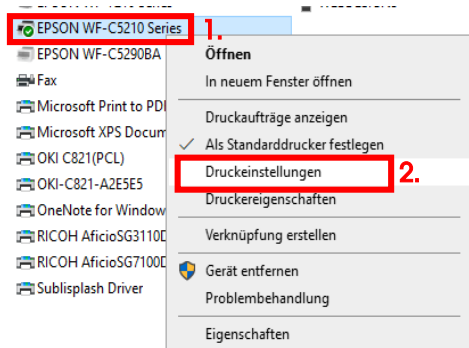 EPSON WF-C5210 Series
1.
EPSON WF-C5290BA
Fax
Microsoft Print to PD
Microsoft XPS Docum
OKI C821(PCL)
OKI-C821-A2E5E5
OneNote for Window
RICOH AficioSG3110D
RICOH AficioSG7100D
Sublisplash Driver
Öffnen
In neuem Fenster öffnen
Druckaufträge anzeigen
Als Standarddrucker festlegen
Druckeinstellungen
2.
Druckereigenschaften
Verknüpfung erstellen
Gerät entfernen
Problembehandlung
Eigenschaften